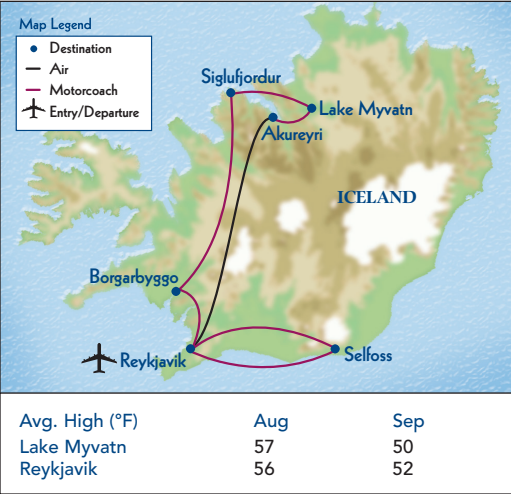 Map Legend
Destination
Air
Motorcoach
Entry/Departure
Siglufjordur
Lake Myvatn
Akureyri
ICELAND
Borgarbyggo
Reykjavik
Selfoss
Avg. High (°F) Aug Sep
Lake Myvatn 57 50
Reykjavik 56 52